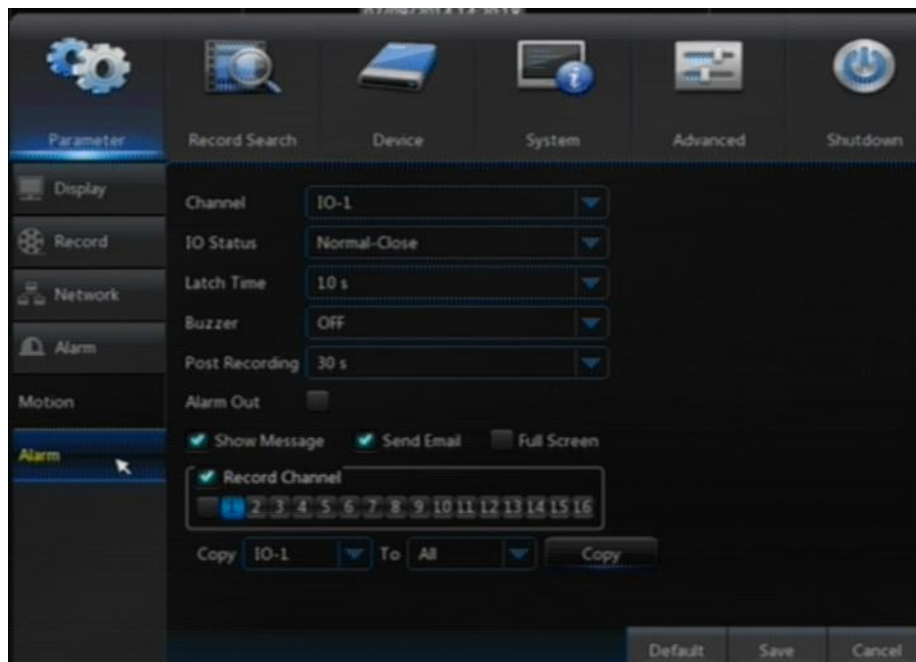 Parameter Record Search Device System Advanced Shutdown
Display
Record
Network
Alarm
Motion
Alarm
Channel IO-1
IO Status Normal-Close
Latch Time 10 s
Buzzer OFF
Post Recording 30 s
Alarm Out
Show Message Send Email Full Screen
Record Channel
1 2 3 4 5 6 7 8 9 10 11 12 13 14 15 16
Copy IO-1 To All Copy
Default Save Cancel